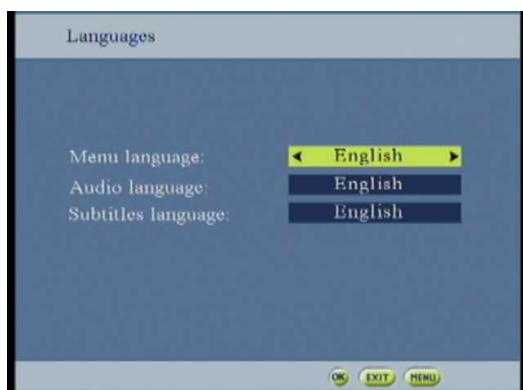 Languages
Menu language: English
Audio language: English
Subtitles language: English
OK EXIT MENU